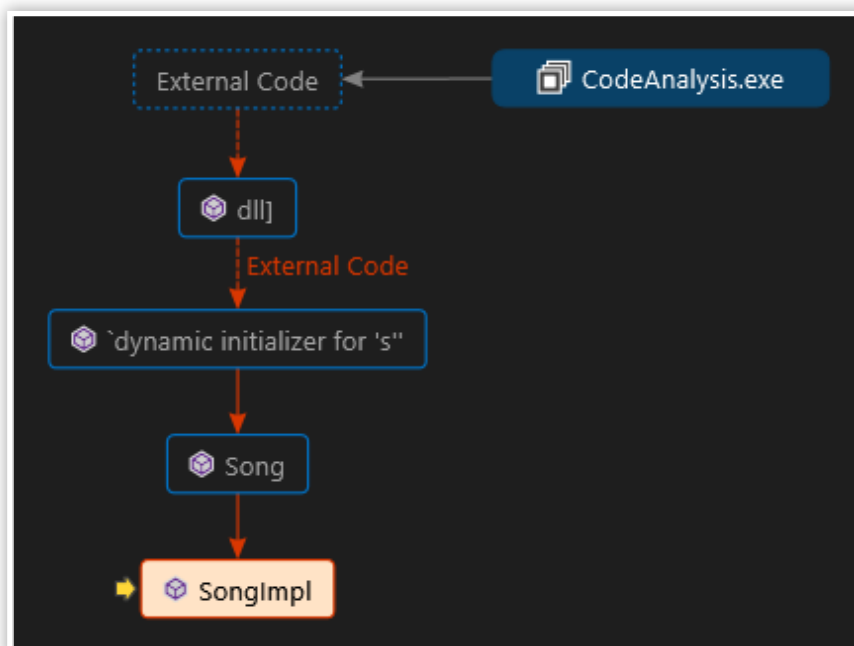 External Code
CodeAnalysis.exe
dll]
External Code
`dynamic initializer for 's''
Song
SongImpl